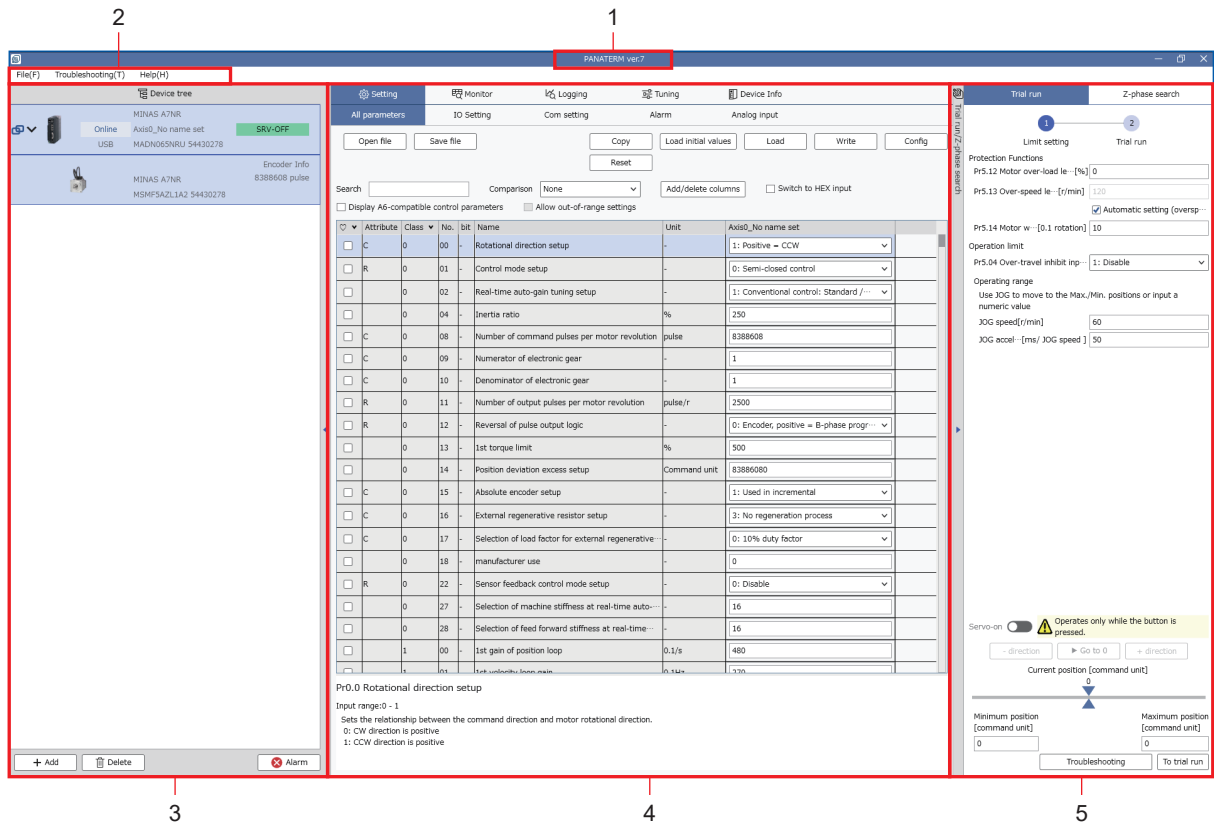 2
1
PANATERM ver.7
File(F) Troubleshooting(T) Help(H)
Device tree
MINAS A7NR
Online Axis0_No name set SRV-OFF
USB MADN065NRU 54430278
Encoder Info
MINAS A7NR 8388608 pulse
MSMF5AZL1A2 54430278
+ Add Delete Alarm
Setting Monitor Logging Tuning Device Info
All parameters IO Setting Com setting Alarm Analog input
Open file Save file Copy Load initial values Load Write Config
Reset
Search Comparison None Add/delete columns Switch to HEX input
Display A6-compatible control parameters Allow out-of-range settings
Attribute Class No. bit Name Unit Axis0_No name set
C 0 00 - Rotational direction setup - 1: Positive = CCW
R 0 01 - Control mode setup - 0: Semi-closed control
0 02 - Real-time auto-gain tuning setup - 1: Conventional control: Standard /···
0 04 - Inertia ratio % 250
C 0 08 - Number of command pulses per motor revolution pulse 8388608
C 0 09 - Numerator of electronic gear - 1
C 0 10 - Denominator of electronic gear - 1
R 0 11 - Number of output pulses per motor revolution pulse/r 2500
R 0 12 - Reversal of pulse output logic - 0: Encoder, positive = B-phase progr···
0 13 - 1st torque limit % 500
0 14 - Position deviation excess setup Command unit 83886080
C 0 15 - Absolute encoder setup - 1: Used in incremental
C 0 16 - External regenerative resistor setup - 3: No regeneration process
C 0 17 - Selection of load factor for external regenerative··· - 0: 10% duty factor
0 18 - manufacturer use - 0
R 0 22 - Sensor feedback control mode setup - 0: Disable
0 27 - Selection of machine stiffness at real-time auto-··· - 16
0 28 - Selection of feed forward stiffness at real-time··· - 16
1 00 - 1st gain of position loop 0.1/s 480
1 01 - 1st velocity loop gain 0.1Hz 270
Pr0.0 Rotational direction setup
Input range:0 - 1
Sets the relationship between the command direction and motor rotational direction.
0: CW direction is positive
1: CCW direction is positive
Trial run/Z-phase search
Trial run Z-phase search
1 2
Limit setting Trial run
Protection Functions
Pr5.12 Motor over-load le···[%] 0
Pr5.13 Over-speed le···[r/min] 120
Automatic setting (oversp···
Pr5.14 Motor w···[0.1 rotation] 10
Operation limit
Pr5.04 Over-travel inhibit inp··· 1: Disable
Operating range
Use JOG to move to the Max./Min. positions or input a
numeric value
JOG speed[r/min] 60
JOG accel···[ms/ JOG speed ] 50
Servo-on Operates only while the button is
pressed.
- direction Go to 0 + direction
Current position [command unit]
0
Minimum position Maximum position
[command unit] [command unit]
0 0
Troubleshooting To trial run
3
4
5